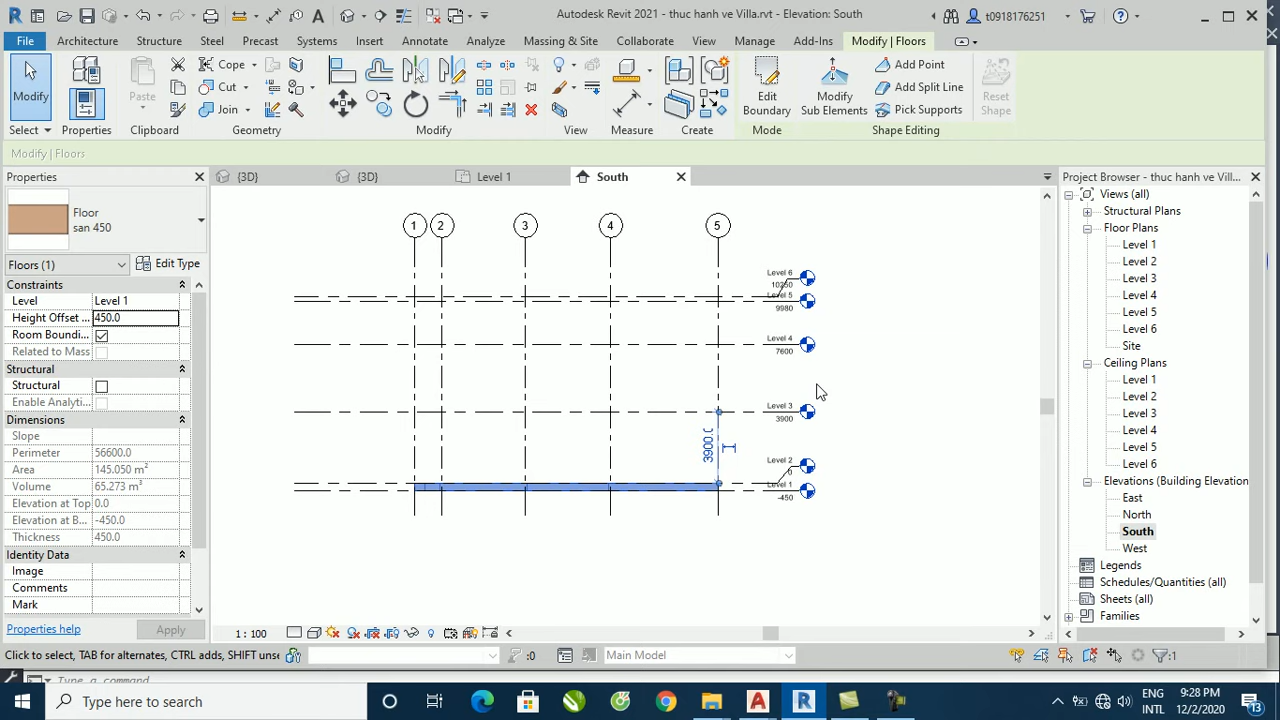 Autodesk Revit 2021 - thuc hanh ve Villa.rvt - Elevation: South
t0918176251
File Architecture Structure Steel Precast Systems Insert Annotate Analyze Massing & Site Collaborate View Manage Add-Ins Modify | Floors
Modify
Paste
Cope
Cut
Join
Edit
Boundary
Modify
Sub Elements
Add Point
Add Split Line
Pick Supports
Reset
Shape
Select Properties Clipboard Geometry Modify View Measure Create Mode Shape Editing
Modify | Floors
Properties
{3D} {3D} Level 1 South
Project Browser - thuc hanh ve Vill...
Floor
san 450
Floors (1) Edit Type
Constraints
Level Level 1
Height Offset ... 450.0
Room Boundi...
Related to Mass
Structural
Structural
Enable Analyti...
Dimensions
Slope
Perimeter 56600.0
Area 145.050 m²
Volume 65.273 m³
Elevation at Top 0.0
Elevation at B... -450.0
Thickness 450.0
Identity Data
Image
Comments
Mark
Properties help Apply
1 2 3 4 5
Level 6
10250
Level 5
9980
Level 4
7600
Level 3
3900
3900.0
Level 2
0
Level 1
-450
Views (all)
Structural Plans
Floor Plans
Level 1
Level 2
Level 3
Level 4
Level 5
Level 6
Site
Ceiling Plans
Level 1
Level 2
Level 3
Level 4
Level 5
Level 6
Elevations (Building Elevation
East
North
South
West
Legends
Schedules/Quantities (all)
Sheets (all)
Families
1 : 100
Click to select, TAB for alternates, CTRL adds, SHIFT unse
:0
Main Model
:1
Type a command
Type here to search
ENG
INTL
9:28 PM
12/2/2020
13